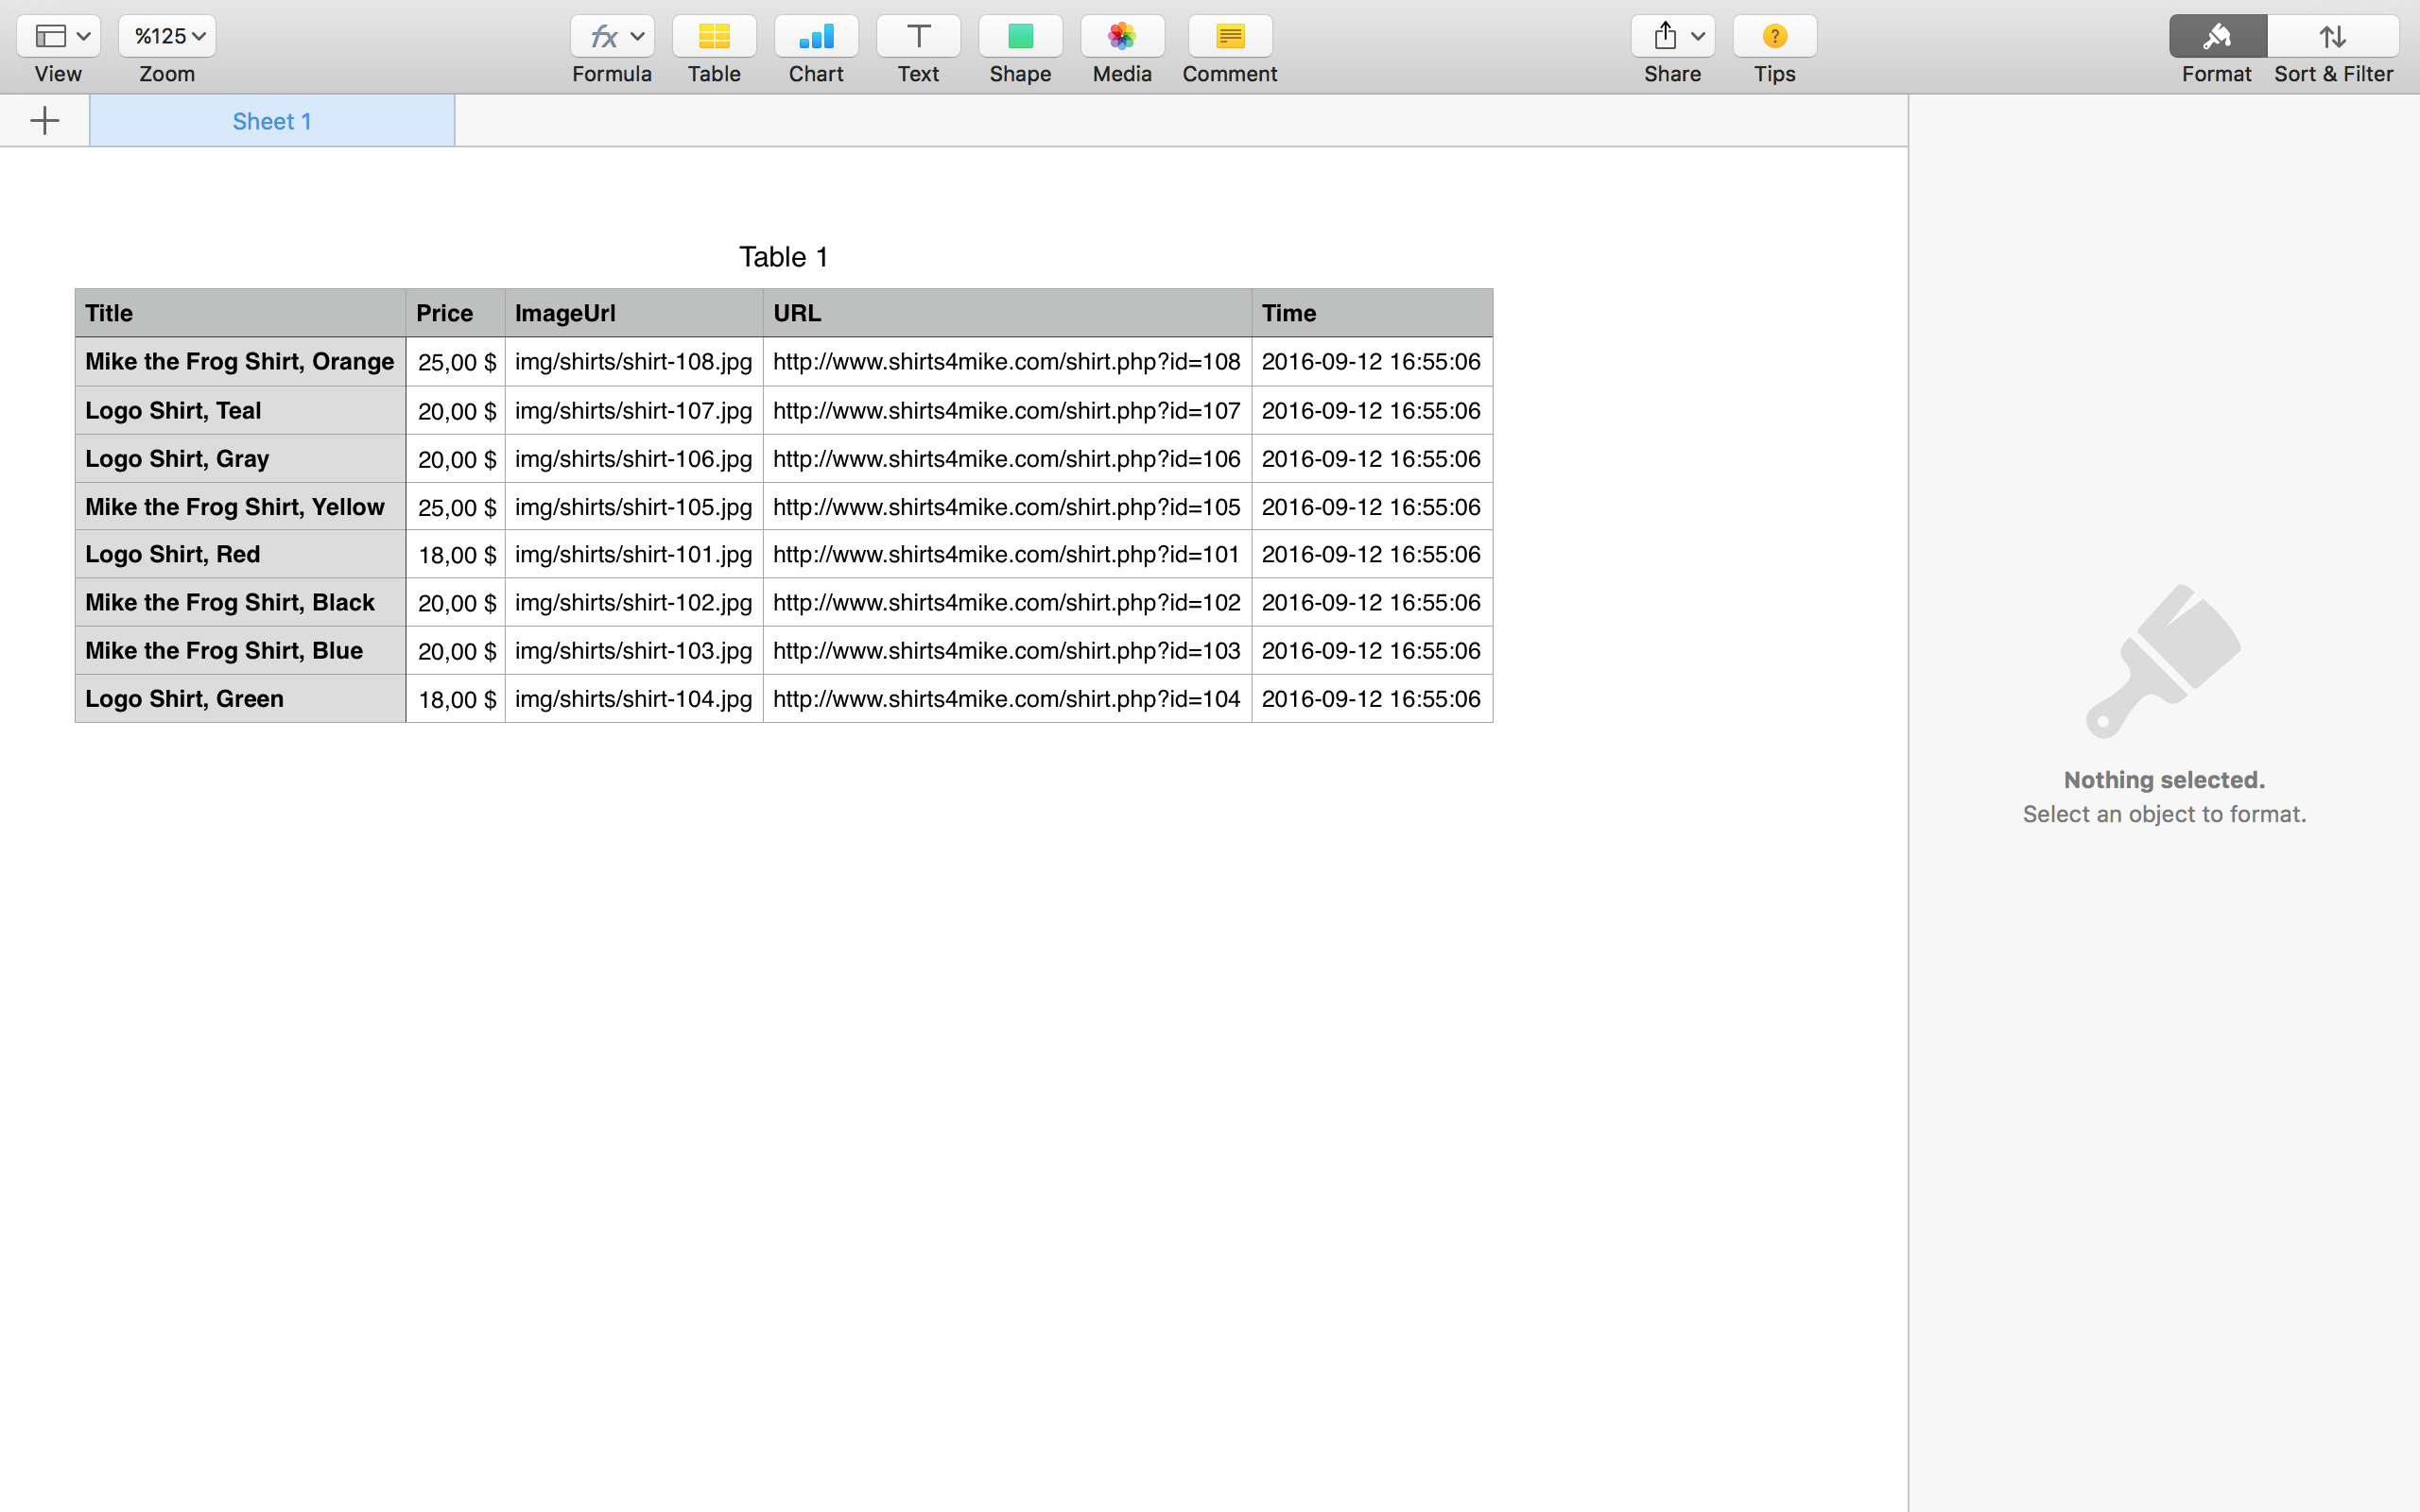 %125
View Zoom Formula Table Chart Text Shape Media Comment Share ? Tips Format Sort & Filter
Sheet 1
Table 1
Title Price ImageUrl URL Time
Mike the Frog Shirt, Orange 25,00 $ img/shirts/shirt-108.jpg http://www.shirts4mike.com/shirt.php?id=108 2016-09-12 16:55:06
Logo Shirt, Teal 20,00 $ img/shirts/shirt-107.jpg http://www.shirts4mike.com/shirt.php?id=107 2016-09-12 16:55:06
Logo Shirt, Gray 20,00 $ img/shirts/shirt-106.jpg http://www.shirts4mike.com/shirt.php?id=106 2016-09-12 16:55:06
Mike the Frog Shirt, Yellow 25,00 $ img/shirts/shirt-105.jpg http://www.shirts4mike.com/shirt.php?id=105 2016-09-12 16:55:06
Logo Shirt, Red 18,00 $ img/shirts/shirt-101.jpg http://www.shirts4mike.com/shirt.php?id=101 2016-09-12 16:55:06
Mike the Frog Shirt, Black 20,00 $ img/shirts/shirt-102.jpg http://www.shirts4mike.com/shirt.php?id=102 2016-09-12 16:55:06
Mike the Frog Shirt, Blue 20,00 $ img/shirts/shirt-103.jpg http://www.shirts4mike.com/shirt.php?id=103 2016-09-12 16:55:06
Logo Shirt, Green 18,00 $ img/shirts/shirt-104.jpg http://www.shirts4mike.com/shirt.php?id=104 2016-09-12 16:55:06
Nothing selected.
Select an object to format.